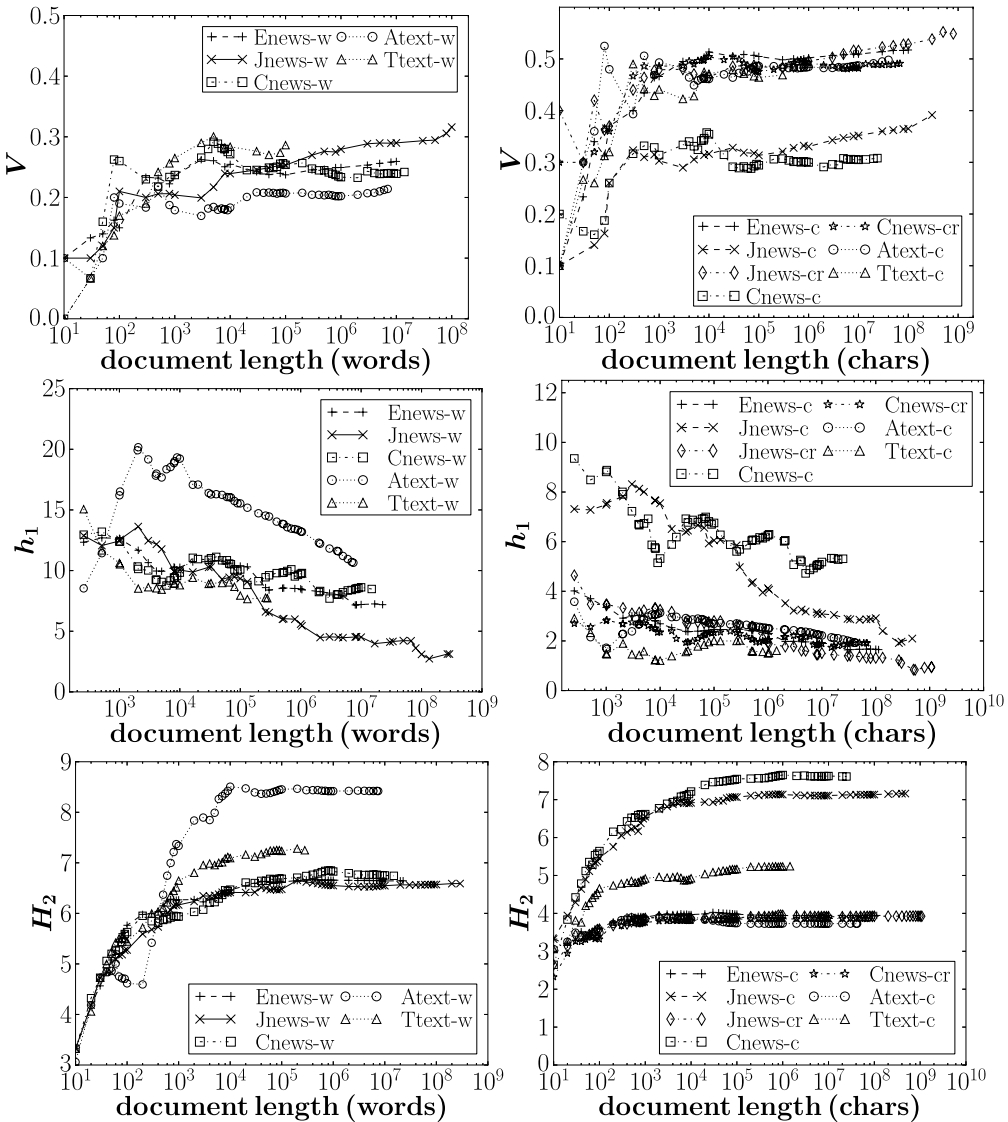 0.5
0.4
0.3
0.2
0.1
0.0
V
10^1 10^2 10^3 10^4 10^5 10^6 10^7 10^8
document length (words)
Enews-w Atext-w
Jnews-w Ttext-w
Cnews-w
0.5
0.4
0.3
0.2
0.1
0.0
V
10^1 10^2 10^3 10^4 10^5 10^6 10^7 10^8 10^9
document length (chars)
Enews-c Cnews-cr
Jnews-c Atext-c
Jnews-cr Ttext-c
Cnews-c
25
20
15
10
5
0
h_1
10^3 10^4 10^5 10^6 10^7 10^8 10^9
document length (words)
Enews-w
Jnews-w
Cnews-w
Atext-w
Ttext-w
12
10
8
6
4
2
0
h_1
10^3 10^4 10^5 10^6 10^7 10^8 10^9 10^10
document length (chars)
Enews-c Cnews-cr
Jnews-c Atext-c
Jnews-cr Ttext-c
Cnews-c
9
8
7
6
5
4
3
H_2
10^1 10^2 10^3 10^4 10^5 10^6 10^7 10^8 10^9
document length (words)
Enews-w Atext-w
Jnews-w Ttext-w
Cnews-w
8
7
6
5
4
3
2
1
0
H_2
10^1 10^2 10^3 10^4 10^5 10^6 10^7 10^8 10^9 10^10
document length (chars)
Enews-c Cnews-cr
Jnews-c Atext-c
Jnews-cr Ttext-c
Cnews-c